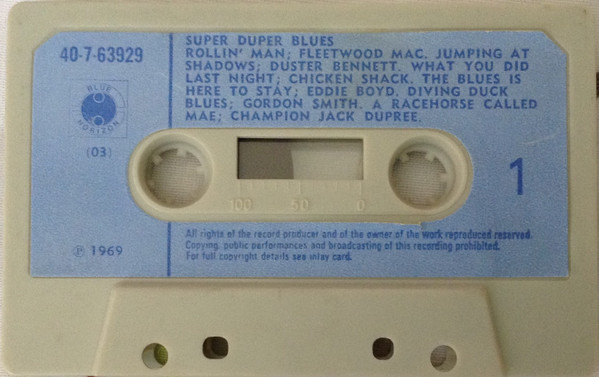 40-7-63929
SUPER DUPER BLUES
ROLLIN' MAN; FLEETWOOD MAC. JUMPING AT
SHADOWS; DUSTER BENNETT. WHAT YOU DID
LAST NIGHT; CHICKEN SHACK. THE BLUES IS
HERE TO STAY; EDDIE BOYD. DIVING DUCK
BLUES; GORDON SMITH. A RACEHORSE CALLED
MAE; CHAMPION JACK DUPREE.
BLUE
HORIZON
(03)
100 50 0
1
All rights of the record producer and of the owner of the work reproduced reserved.
Copying, public performances and broadcasting of this recording prohibited.
For full copyright details see inlay card.
Ⓟ 1969